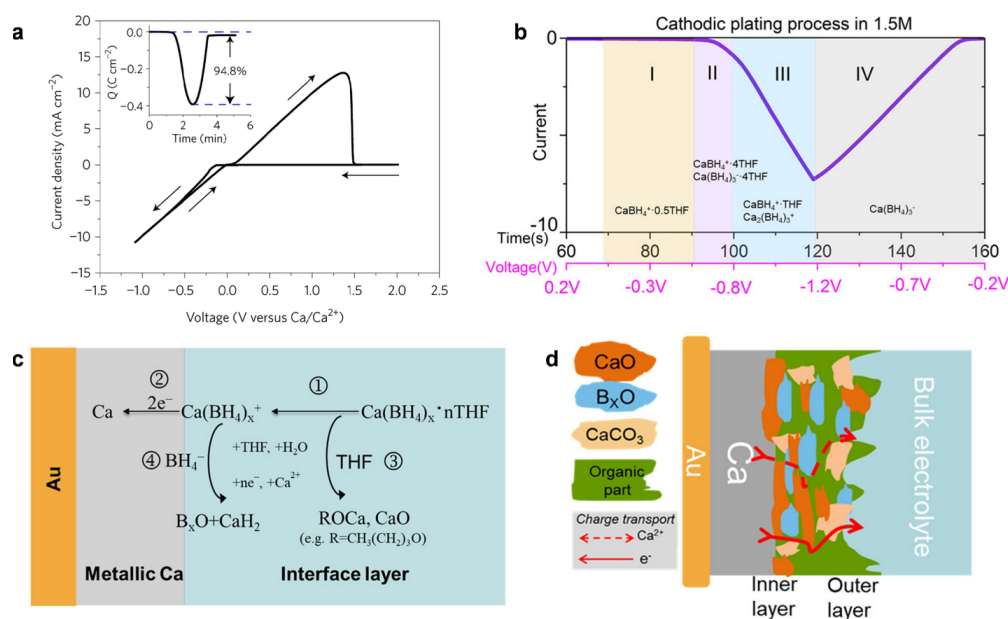 a
Current density (mA cm⁻²)
20
15
10
5
0
−5
−10
−15
−1.5
−1.0
−0.5
0.0
0.5
1.0
1.5
2.0
2.5
Voltage (V versus Ca/Ca²⁺)
Q (C cm⁻²)
0.0
−0.2
−0.4
94.8%
0
2
4
6
Time (min)
b
Cathodic plating process in 1.5M
Current
0
-5
-10
I
II
III
IV
CaBH₄⁺·0.5THF
CaBH₄⁺·4THF
Ca(BH₄)₃⁻·4THF
CaBH₄⁺·THF
Ca₂(BH₄)₃⁺
Ca(BH₄)₃⁻
Time(s)
60
80
100
120
140
160
Voltage(V)
0.2V
-0.3V
-0.8V
-1.2V
-0.7V
-0.2V
c
Au
②
2e⁻
①
Ca
Ca(BH4)ₓ⁺
Ca(BH4)ₓ·nTHF
④ BH₄⁻
+THF, +H₂O
+ne⁻, +Ca²⁺
THF ③
BₓO+CaH₂
ROCa, CaO
(e.g. R=CH₃(CH₂)₃O)
Metallic Ca
Interface layer
d
CaO
BₓO
CaCO₃
Organic
part
Charge transport
Ca²⁺
e⁻
Au
Ca
Bulk electrolyte
Inner
layer
Outer
layer